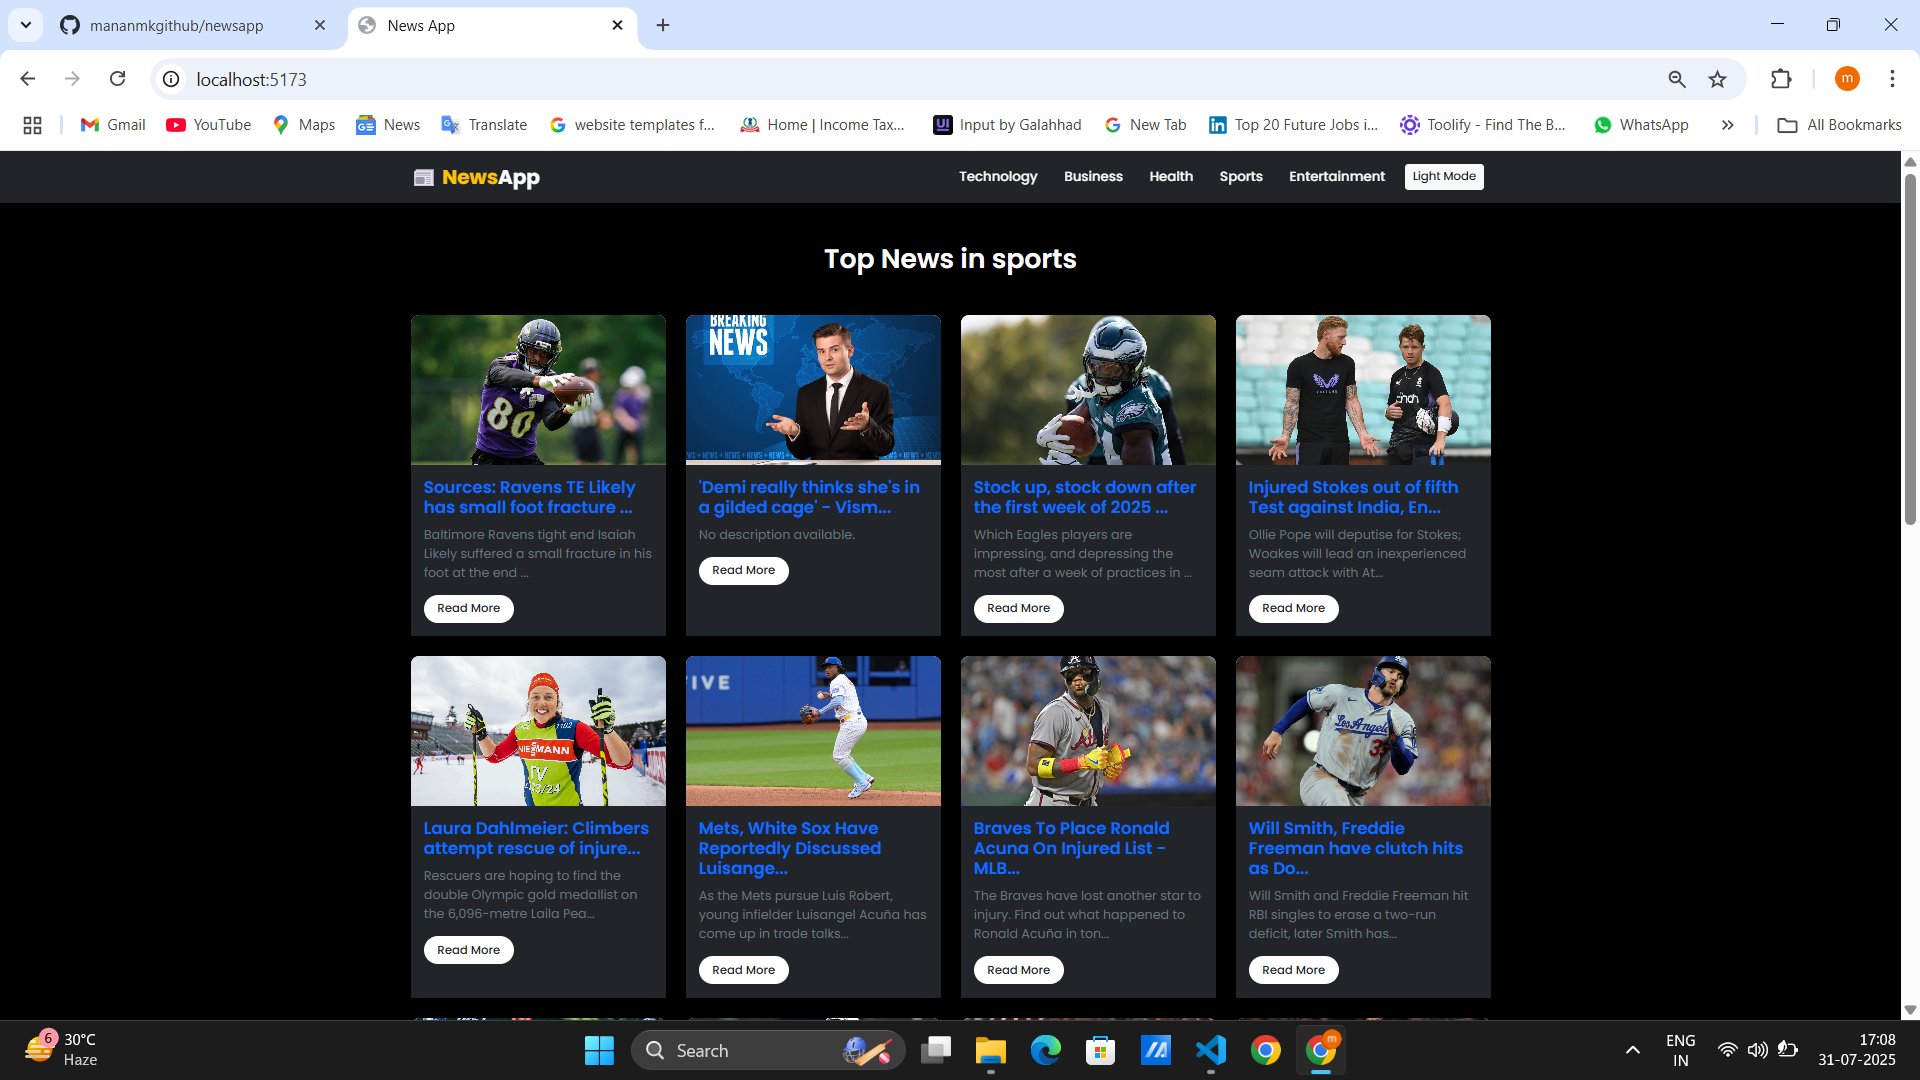 mananmkgithub/newsapp
News App
localhost:5173
m
Gmail
YouTube
Maps
News
Translate
website templates f...
Home | Income Tax...
Input by Galahhad
New Tab
Top 20 Future Jobs i...
Toolify - Find The B...
WhatsApp
All Bookmarks
NewsApp
Technology
Business
Health
Sports
Entertainment
Light Mode
Top News in sports
80
Sources: Ravens TE Likely
has small foot fracture ...
Baltimore Ravens tight end Isaiah
Likely suffered a small fracture in his
foot at the end ...
Read More
BREAKING
NEWS
'Demi really thinks she's in
a gilded cage' - Vism...
No description available.
Read More
Stock up, stock down after
the first week of 2025 ...
Which Eagles players are
impressing, and depressing the
most after a week of practices in ...
Read More
Injured Stokes out of fifth
Test against India, En...
Ollie Pope will deputise for Stokes;
Woakes will lead an inexperienced
seam attack with At...
Read More
Laura Dahlmeier: Climbers
attempt rescue of injure...
Rescuers are hoping to find the
double Olympic gold medallist on
the 6,096-metre Laila Pea...
Read More
Mets, White Sox Have
Reportedly Discussed
Luisange...
As the Mets pursue Luis Robert,
young infielder Luisangel Acuña has
come up in trade talks...
Read More
Braves To Place Ronald
Acuna On Injured List -
MLB...
The Braves have lost another star to
injury. Find out what happened to
Ronald Acuña in ton...
Read More
Los Angeles
Will Smith, Freddie
Freeman have clutch hits
as Do...
Will Smith and Freddie Freeman hit
RBI singles to erase a two-run
deficit, later Smith has...
Read More
6
30°C
Haze
Search
m
ENG
IN
17:08
31-07-2025